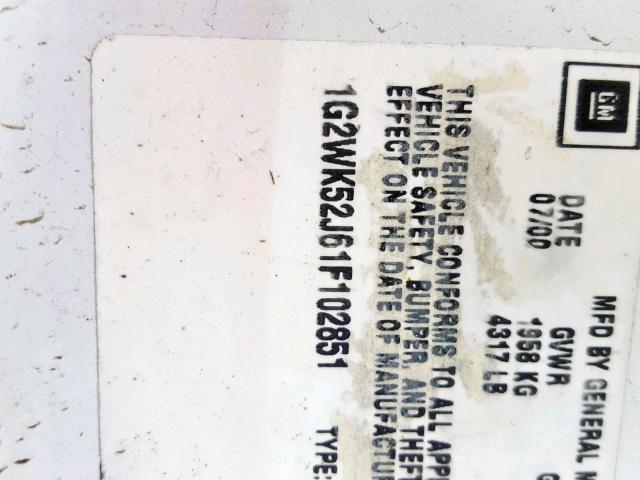 GM
MFD BY GENERAL M
DATE GVWR
07/00 1958 KG
4317 LB
THIS VEHICLE CONFORMS TO ALL APP
VEHICLE SAFETY, BUMPER, AND THEFT
EFFECT ON THE DATE OF MANUFACTUR
1G2WK52J61F102851 TYPE: